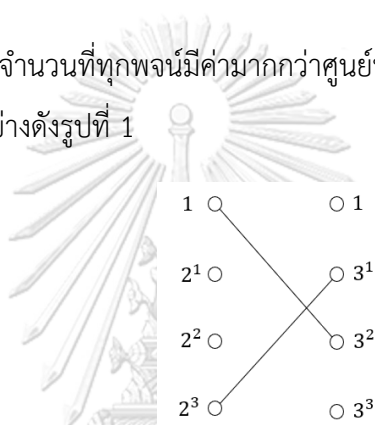 จำนวนที่ทุกพจน์มีค่ามากกว่าศูนย์
ย่างดังรูปที่ 1
1 1
2¹ 3¹
2² 3²
2³ 3³